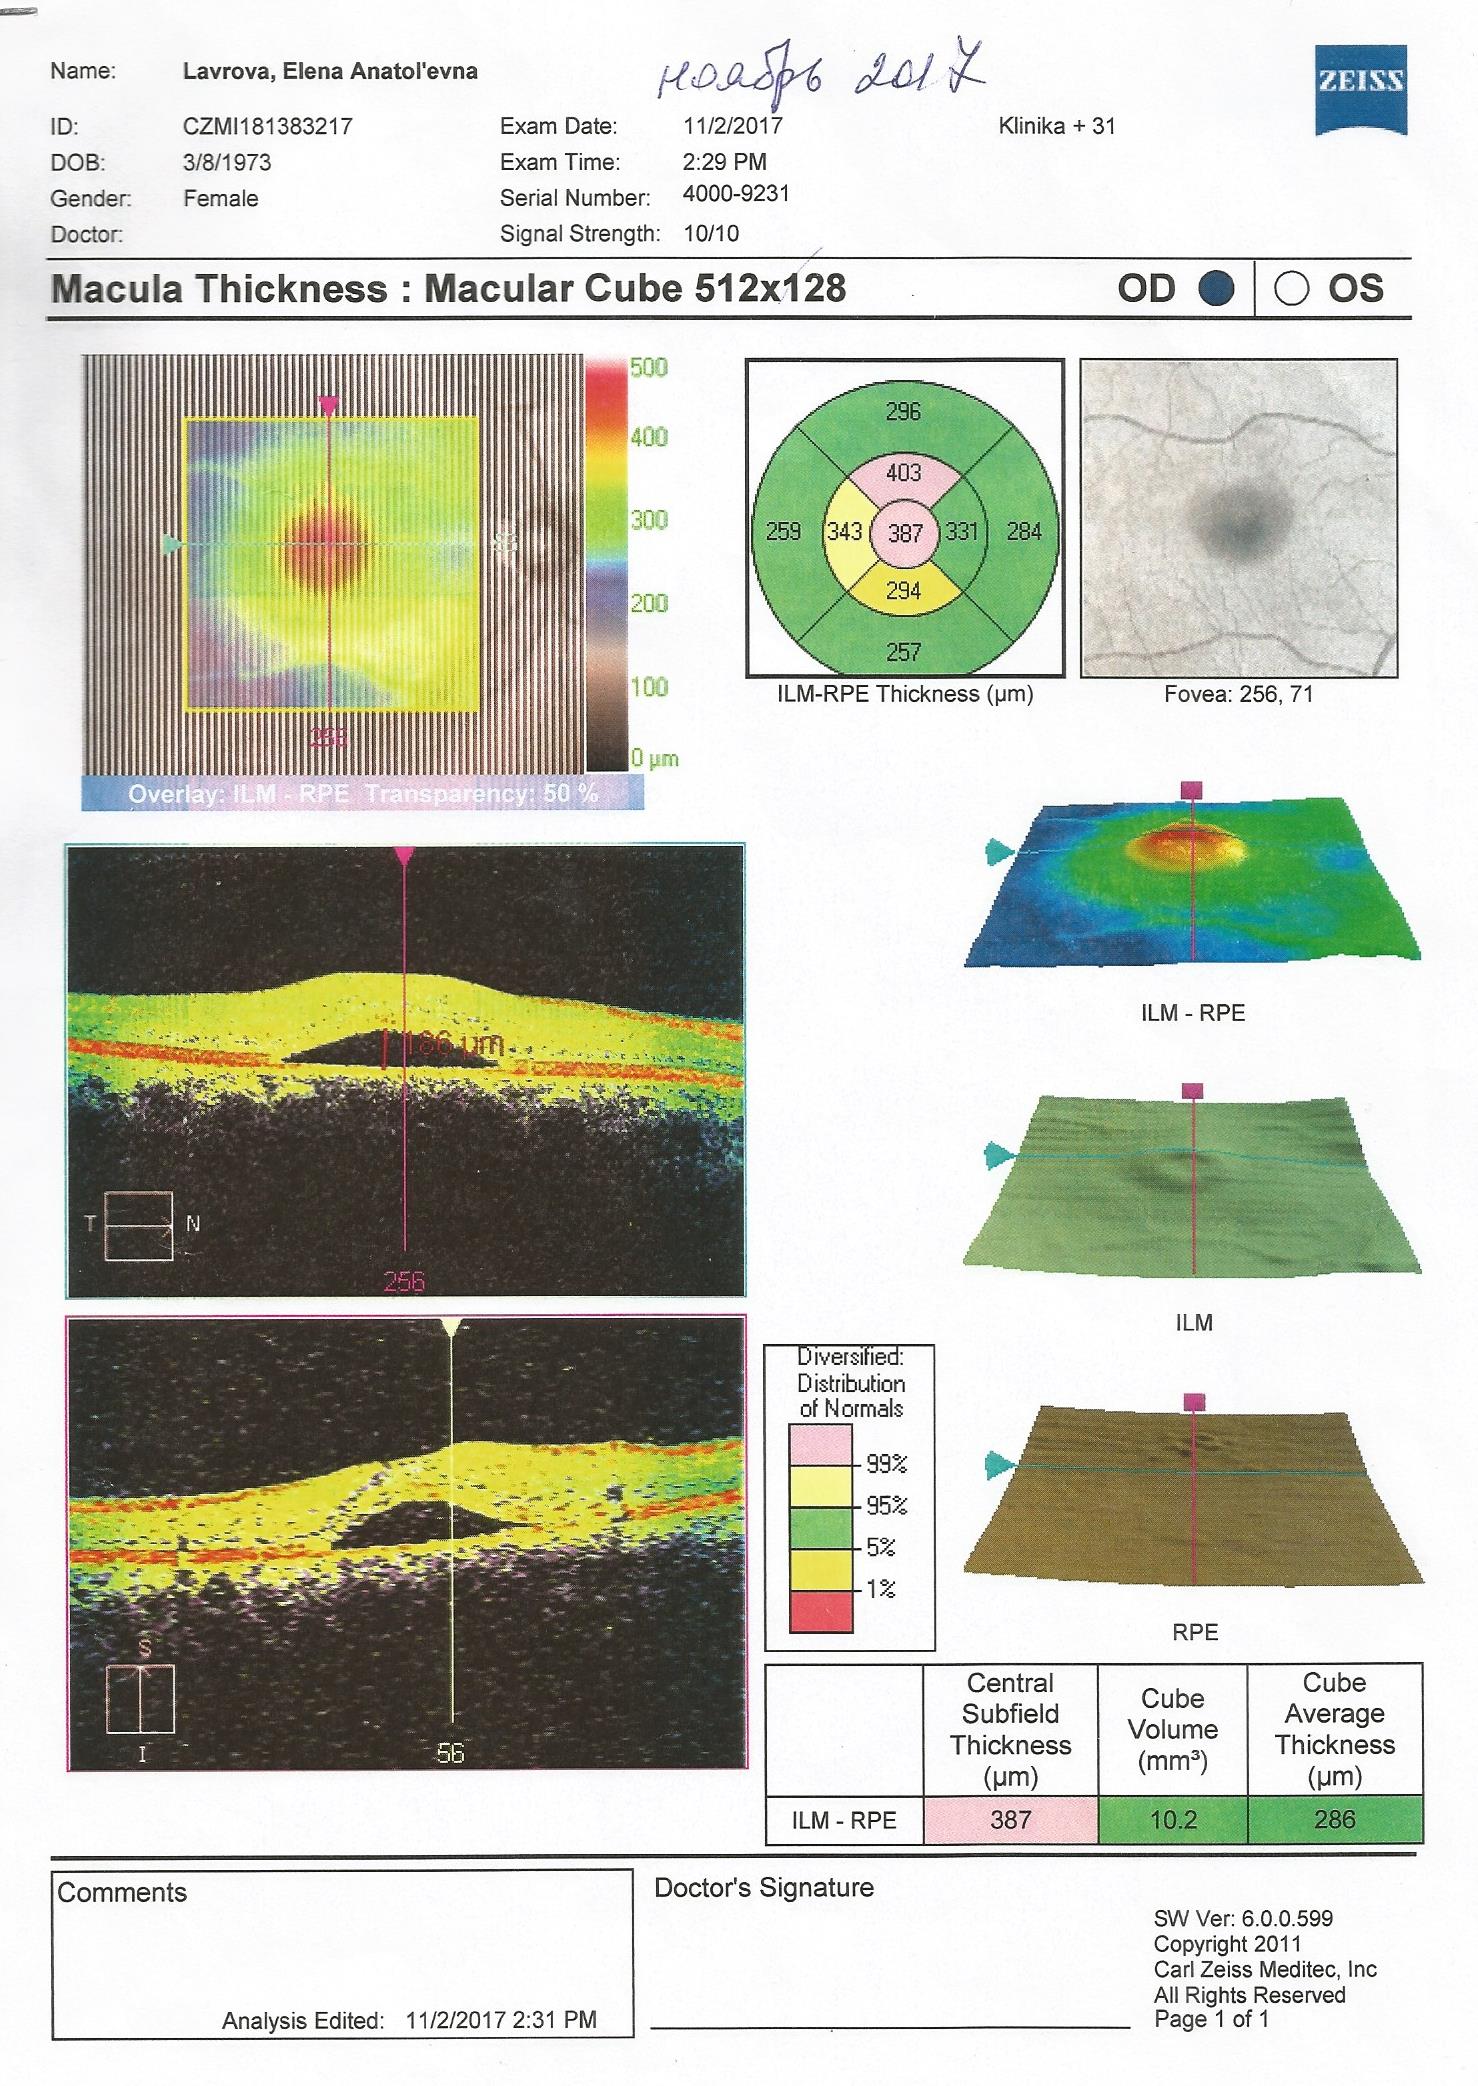 ноябрь 2017
ZEISS
Name: Lavrova, Elena Anatol'evna
ID: CZMI181383217 Exam Date: 11/2/2017 Klinika + 31
DOB: 3/8/1973 Exam Time: 2:29 PM
Gender: Female Serial Number: 4000-9231
Doctor: Signal Strength: 10/10
Macula Thickness : Macular Cube 512x128 OD OS
500
400
300
200
100
0 µm
256
Overlay: ILM - RPE Transparency: 50 %
296
403
259 343 387 331 284
294
257
ILM-RPE Thickness (µm)
Fovea: 256, 71
186 µm
T N
256
ILM - RPE
ILM
RPE
S
I
56
Diversified:
Distribution
of Normals
99%
95%
5%
1%
Central Subfield Thickness (µm) Cube Volume (mm³) Cube Average Thickness (µm)
ILM - RPE 387 10.2 286
Comments
Analysis Edited: 11/2/2017 2:31 PM
Doctor's Signature
SW Ver: 6.0.0.599
Copyright 2011
Carl Zeiss Meditec, Inc
All Rights Reserved
Page 1 of 1